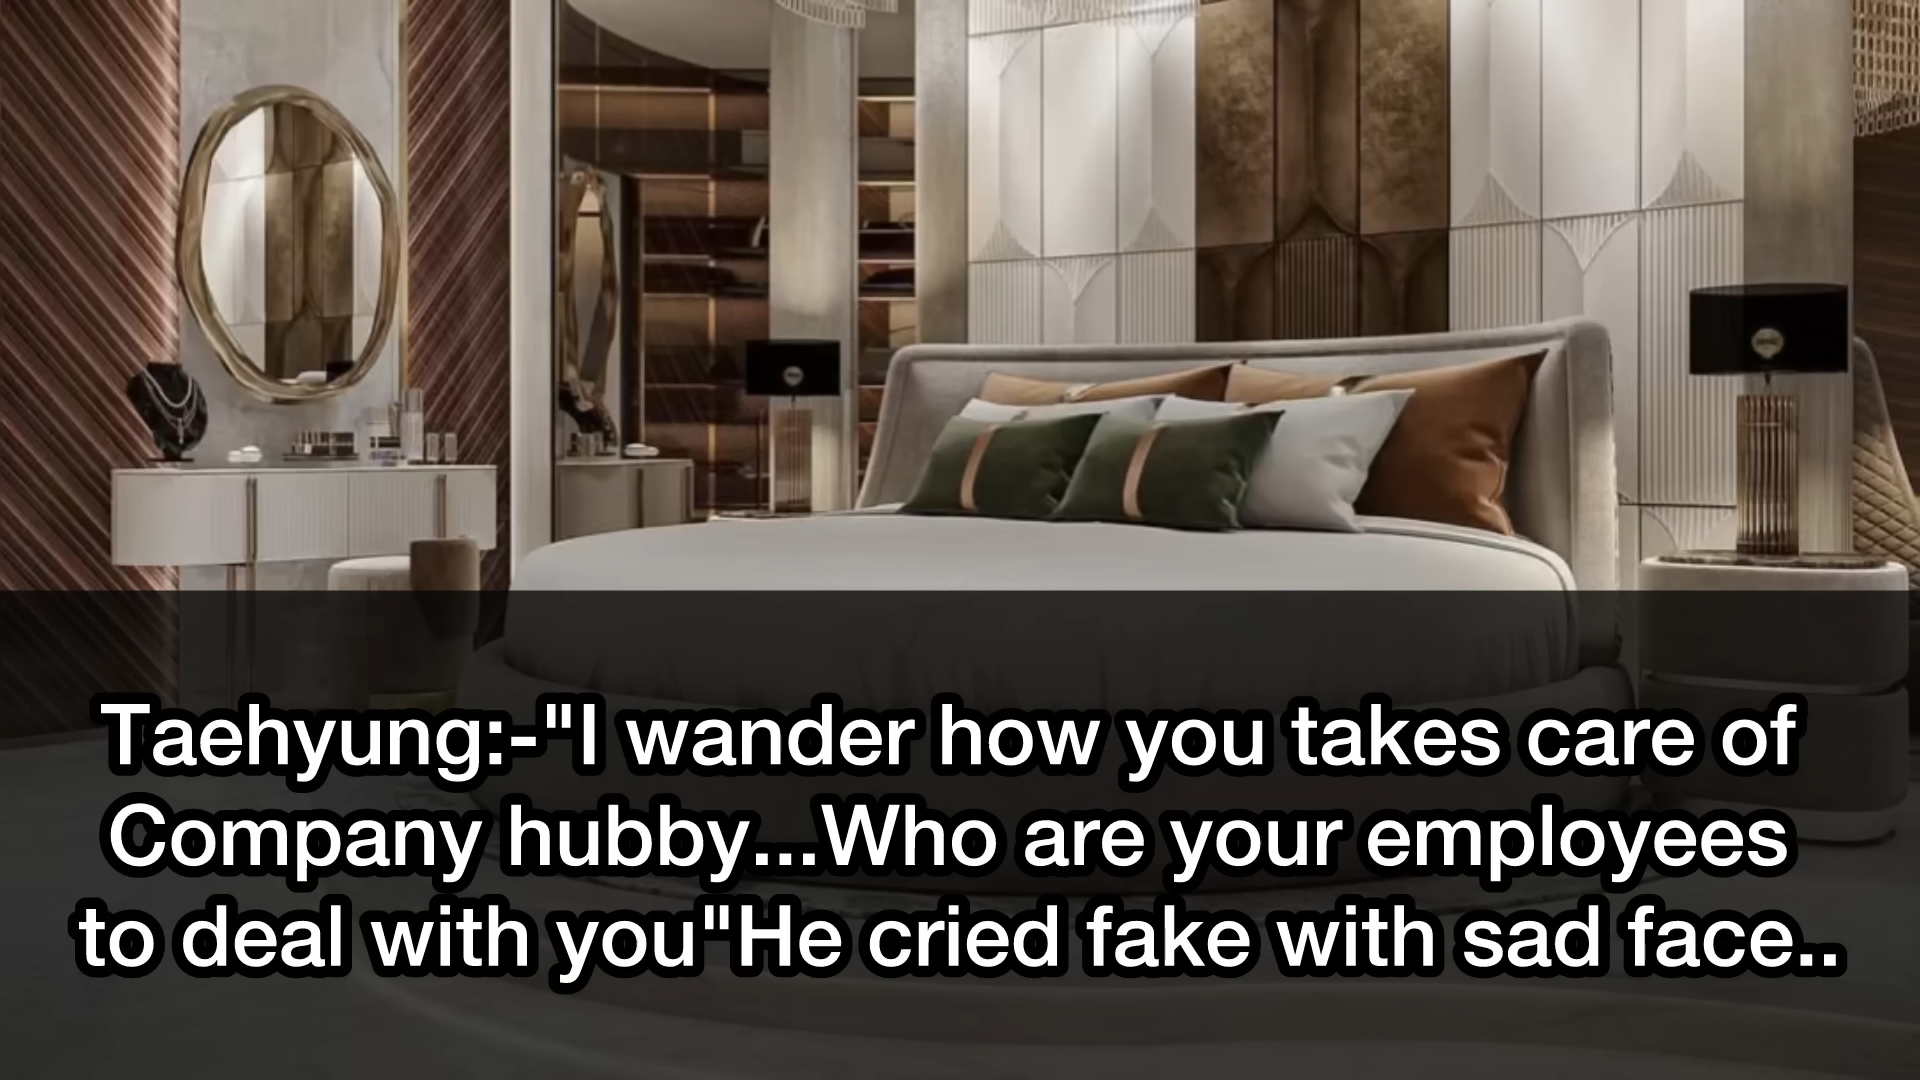 Taehyung:-"I wander how you takes care of
Company hubby...Who are your employees
to deal with you"He cried fake with sad face..